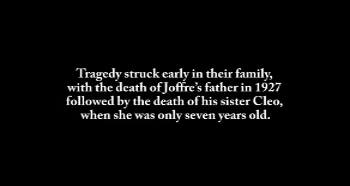 Tragedy struck early in their family,
with the death of Joffre's father in 1927
followed by the death of his sister Cleo,
when she was only seven years old.